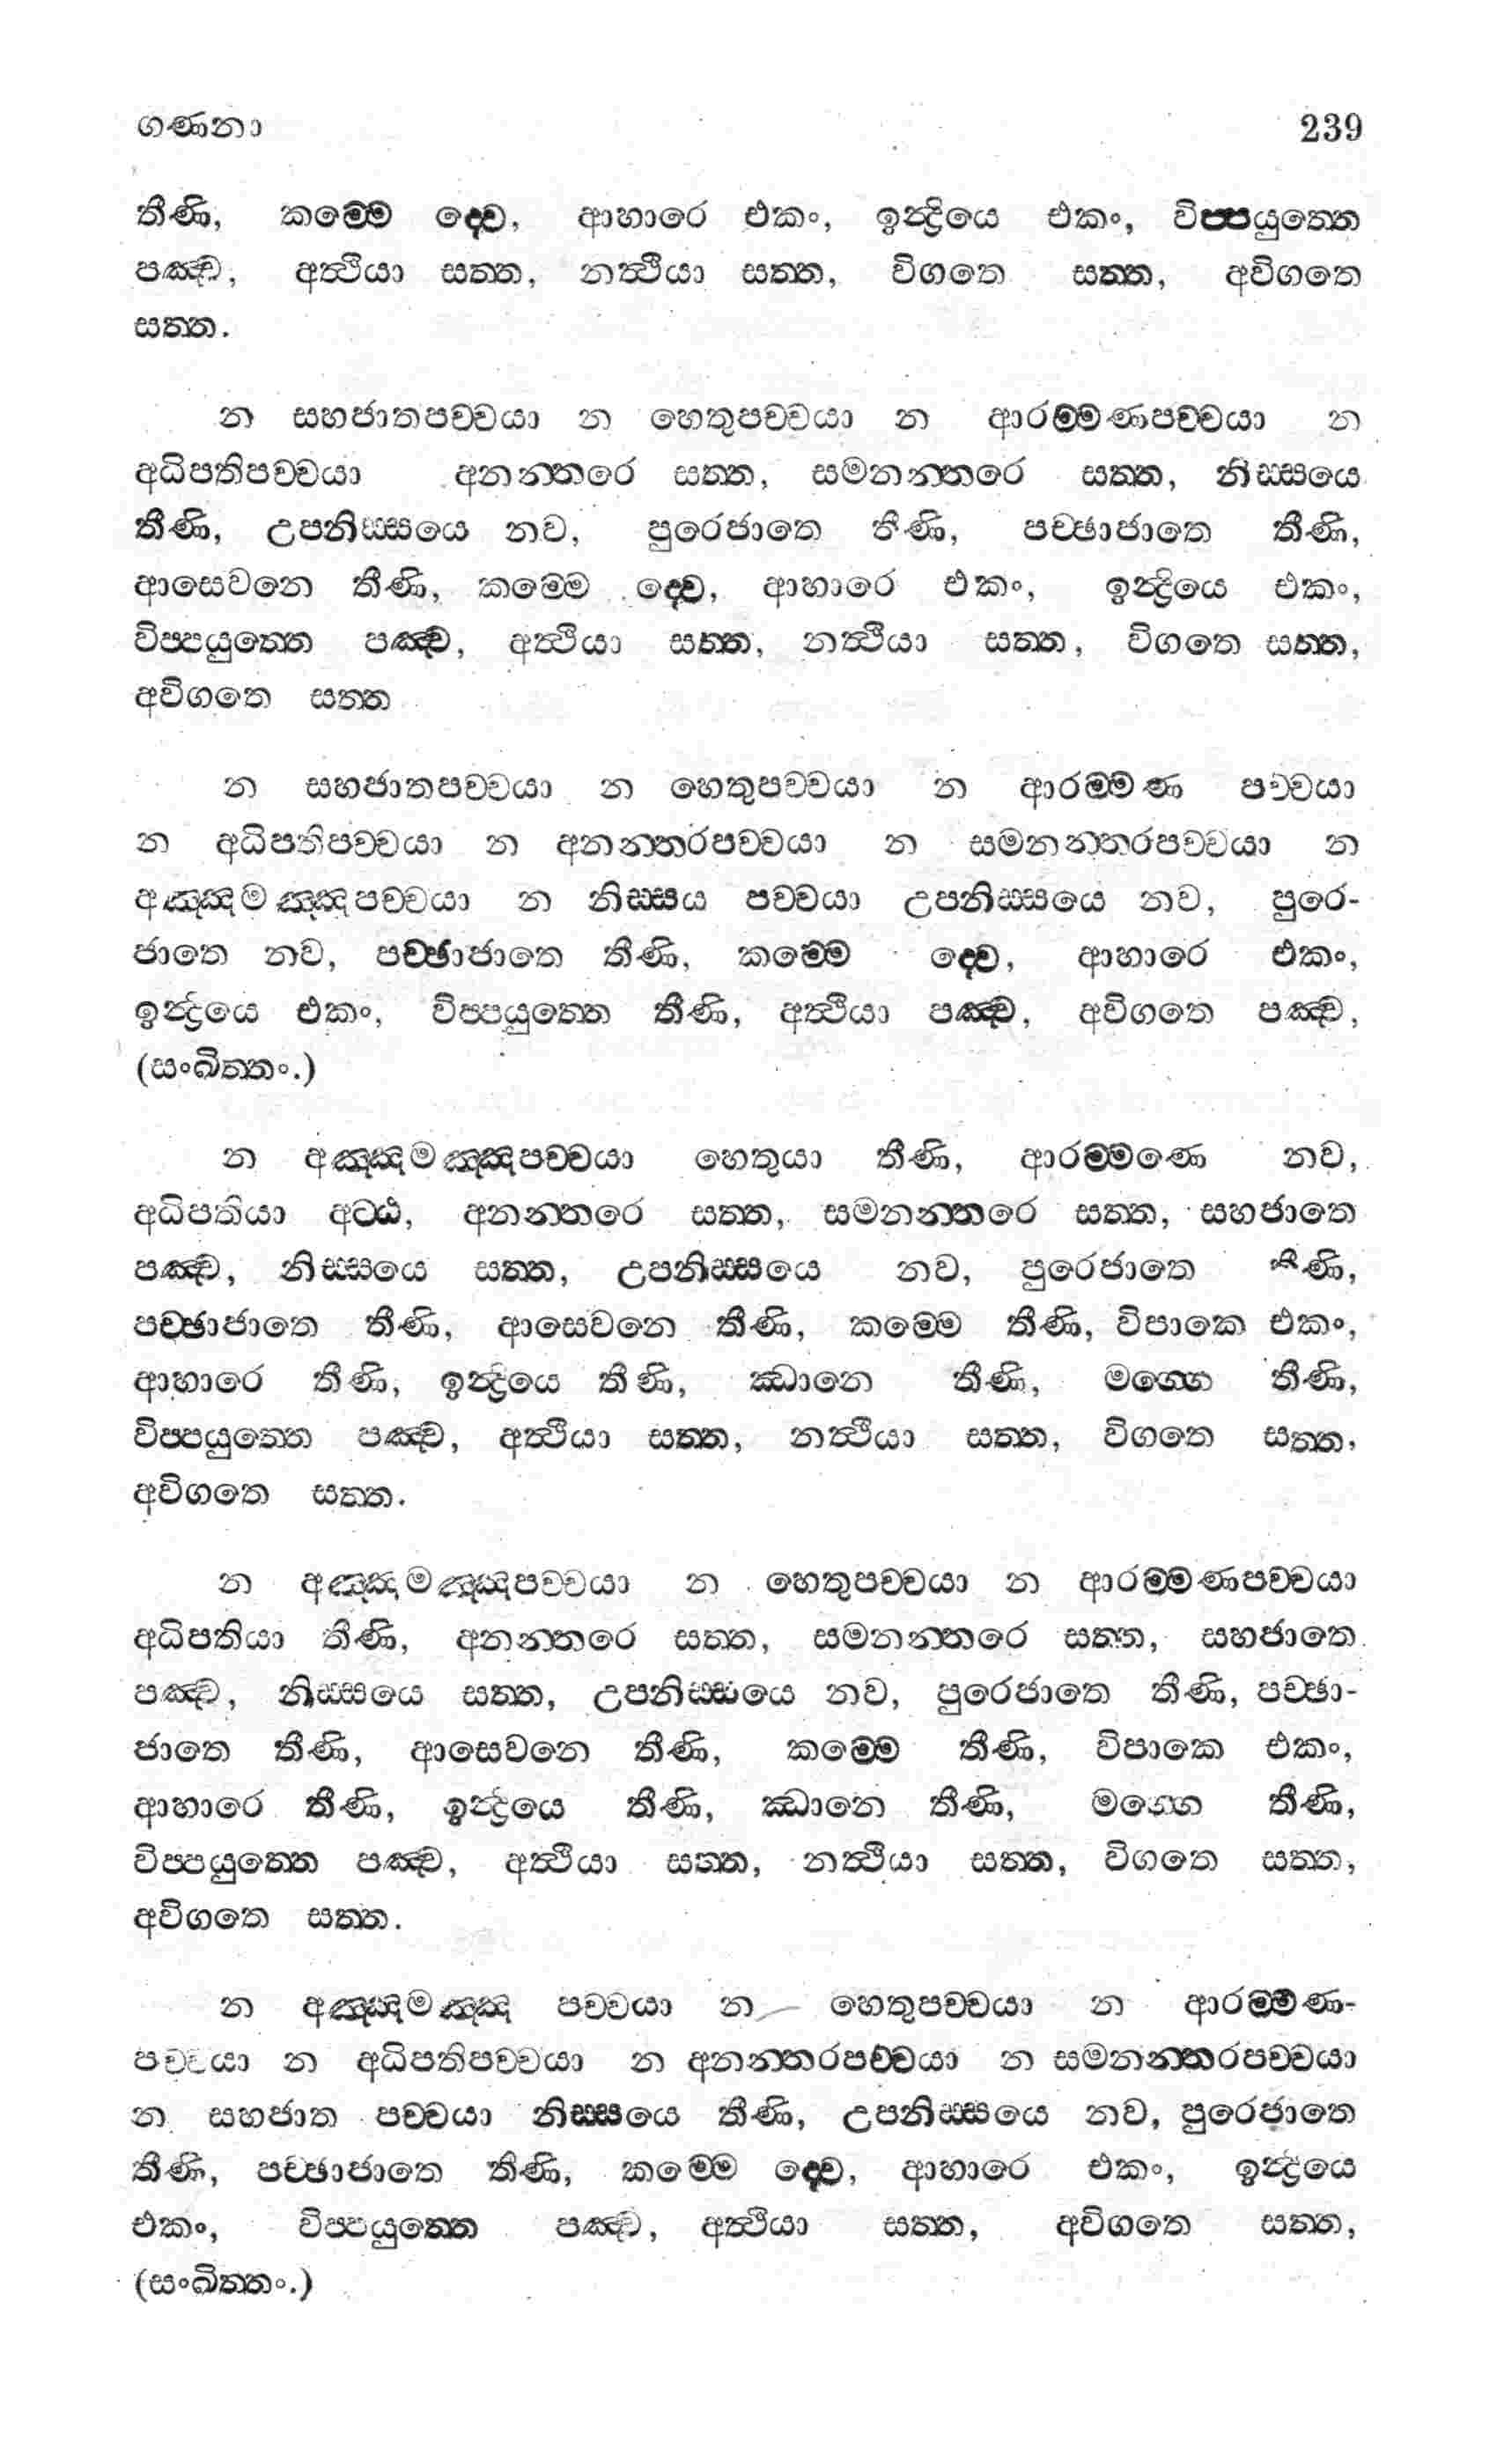 ගණනා 239
තීණි, කම්මෙ ද්වෙ, ආහාරෙ එකං, ඉන්ද්‍රියෙ එකං, විප්පයුත්තෙ
පඤ්ච, අත්ථියා සත්ත, නත්ථියා සත්ත, විගතෙ සත්ත, අවිගතෙ
සත්ත.
න සහජාතපච්චයා න හෙතුපච්චයා න ආරම්මණපච්චයා න
අධිපතිපච්චයා අනන්තරෙ සත්ත, සමනන්තරෙ සත්ත, නිස්සයෙ
තීණි, උපනිස්සයෙ නව, පුරෙජාතෙ තීණි, පච්ඡාජාතෙ තීණි,
ආසෙවනෙ තීණි, කම්මෙ ද්වෙ, ආහාරෙ එකං, ඉන්ද්‍රියෙ එකං,
විප්පයුත්තෙ පඤ්ච, අත්ථියා සත්ත, නත්ථියා සත්ත, විගතෙ සත්ත,
අවිගතෙ සත්ත
න සහජාතපච්චයා න හෙතුපච්චයා න ආරම්මණ පච්චයා
න අධිපතිපච්චයා න අනන්තරපච්චයා න සමනන්තරපච්චයා න
අඤ්ඤමඤ්ඤපච්චයා න නිස්සය පච්චයා උපනිස්සයෙ නව, පුරෙ-
ජාතෙ නව, පච්ඡාජාතෙ තීණි, කම්මෙ ද්වෙ, ආහාරෙ එකං,
ඉන්ද්‍රියෙ එකං, විප්පයුත්තෙ තීණි, අත්ථියා පඤ්ච, අවිගතෙ පඤ්ච,
(සංඛිත්තං.)
න අඤ්ඤමඤ්ඤපච්චයා හෙතුයා තීණි, ආරම්මණෙ නව,
අධිපතියා අට්ඨ, අනන්තරෙ සත්ත, සමනන්තරෙ සත්ත, සහජාතෙ
පඤ්ච, නිස්සයෙ සත්ත, උපනිස්සයෙ නව, පුරෙජාතෙ තීණි,
පච්ඡාජාතෙ තීණි, ආසෙවනෙ තීණි, කම්මෙ තීණි, විපාකෙ එකං,
ආහාරෙ තීණි, ඉන්ද්‍රියෙ තීණි, ඣානෙ තීණි, මග්ගෙ තීණි,
විප්පයුත්තෙ පඤ්ච, අත්ථියා සත්ත, නත්ථියා සත්ත, විගතෙ සත්ත,
අවිගතෙ සත්ත.
න අඤ්ඤමඤ්ඤපච්චයා න හෙතුපච්චයා න ආරම්මණපච්චයා
අධිපතියා තීණි, අනන්තරෙ සත්ත, සමනන්තරෙ සත්ත, සහජාතෙ
පඤ්ච, නිස්සයෙ සත්ත, උපනිස්සයෙ නව, පුරෙජාතෙ තීණි, පච්ඡා-
ජාතෙ තීණි, ආසෙවනෙ තීණි, කම්මෙ තීණි, විපාකෙ එකං,
ආහාරෙ තීණි, ඉන්ද්‍රියෙ තීණි, ඣානෙ තීණි, මග්ගෙ තීණි,
විප්පයුත්තෙ පඤ්ච, අත්ථියා සත්ත, නත්ථියා සත්ත, විගතෙ සත්ත,
අවිගතෙ සත්ත.
න අඤ්ඤමඤ්ඤ පච්චයා න හෙතුපච්චයා න ආරම්මණ-
පච්චයා න අධිපතිපච්චයා න අනන්තරපච්චයා න සමනන්තරපච්චයා
න සහජාත පච්චයා නිස්සයෙ තීණි, උපනිස්සයෙ නව, පුරෙජාතෙ
තීණි, පච්ඡාජාතෙ තීණි, කම්මෙ ද්වෙ, ආහාරෙ එකං, ඉන්ද්‍රියෙ
එකං, විප්පයුත්තෙ පඤ්ච, අත්ථියා සත්ත, අවිගතෙ සත්ත,
(සංඛිත්තං.)